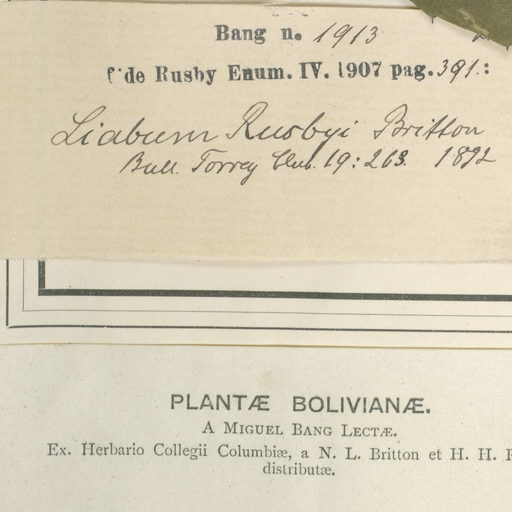 Bang n. 1913
fide Rusby Enum. IV. 1907 pag. 391.:
Liabum Rusbyi Britton
Bull. Torrey Club. 19: 263. 1892
PLANTÆ BOLIVIANÆ.
A MIGUEL BANG LECTÆ.
Ex. Herbario Collegii Columbiæ, a N. L. Britton et H. H.
distributæ.